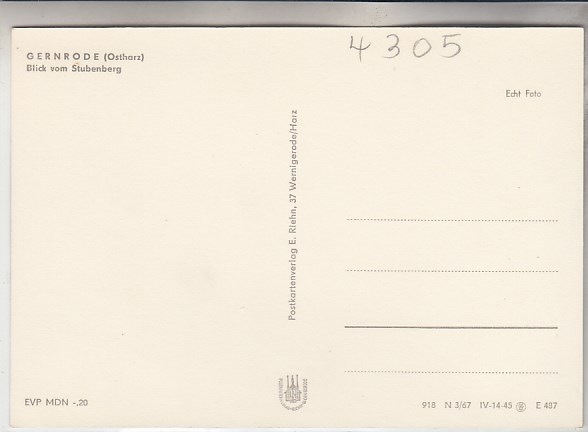 GERNRODE (Ostharz)
Blick vom Stubenberg
4305
Echt Foto
Postkartenverlag E. Riehn, 37 Wernigerode/Harz
EVP MDN -,20
918 N 3/67 IV-14-45 E 487